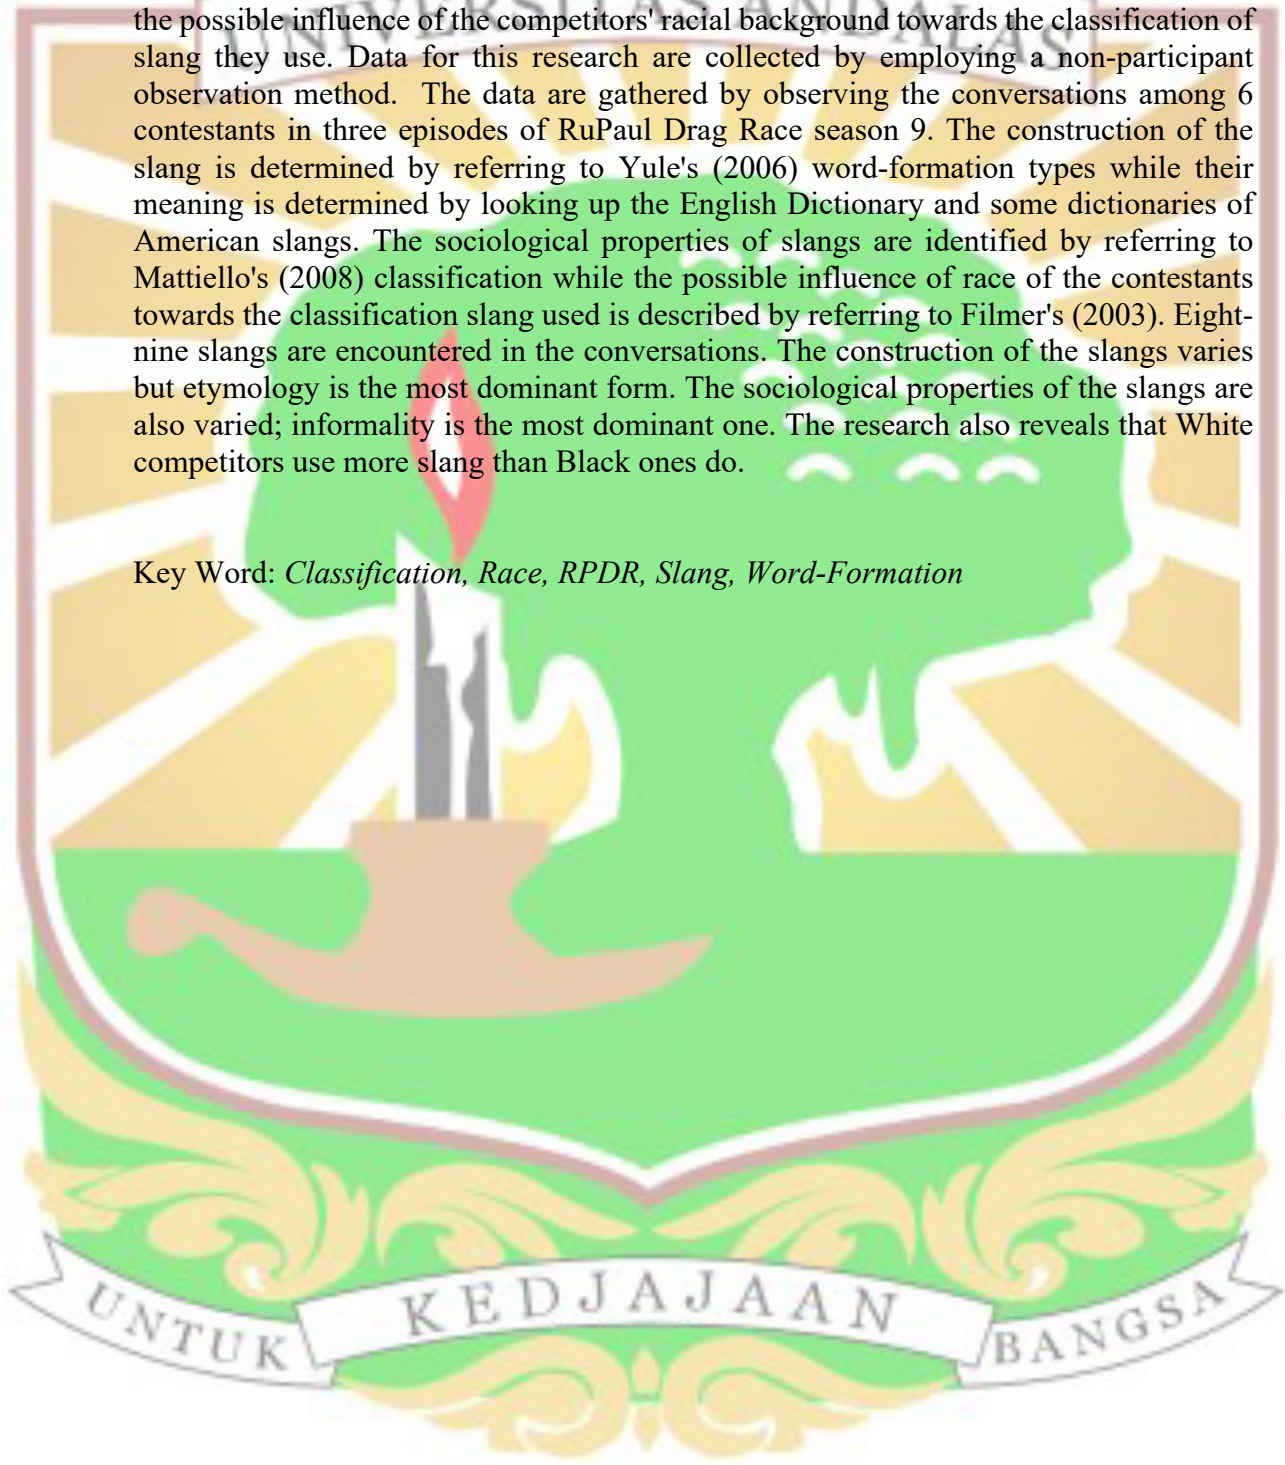 UNIVERSITAS ANDALAS
the possible influence of the competitors' racial background towards the classification of
slang they use. Data for this research are collected by employing a non-participant
observation method. The data are gathered by observing the conversations among 6
contestants in three episodes of RuPaul Drag Race season 9. The construction of the
slang is determined by referring to Yule's (2006) word-formation types while their
meaning is determined by looking up the English Dictionary and some dictionaries of
American slangs. The sociological properties of slangs are identified by referring to
Mattiello's (2008) classification while the possible influence of race of the contestants
towards the classification slang used is described by referring to Filmer's (2003). Eight-
nine slangs are encountered in the conversations. The construction of the slangs varies
but etymology is the most dominant form. The sociological properties of the slangs are
also varied; informality is the most dominant one. The research also reveals that White
competitors use more slang than Black ones do.
Key Word: Classification, Race, RPDR, Slang, Word-Formation
UNTUK KEDJAJAAN BANGSA